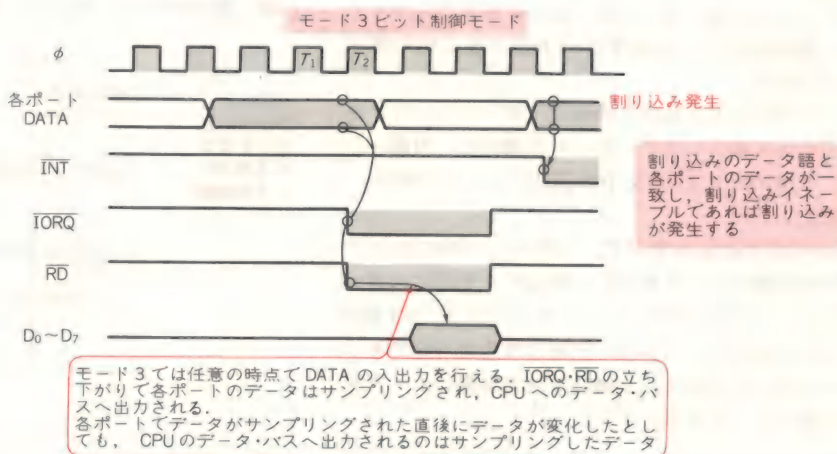 モード3ビット制御モード
φ
T₁
T₂
各ポート
DATA
割り込み発生
INT
割り込みのデータ語と
各ポートのデータが一
致し，割り込みイネー
ブルであれば割り込み
が発生する
IORQ
RD
D₀～D₇
モード3では任意の時点でDATAの入出力を行える．IORQ・RDの立ち
下がりで各ポートのデータはサンプリングされ，CPUへのデータ・バ
スへ出力される．
各ポートでデータがサンプリングされた直後にデータが変化したとし
ても，CPUのデータ・バスへ出力されるのはサンプリングしたデータ